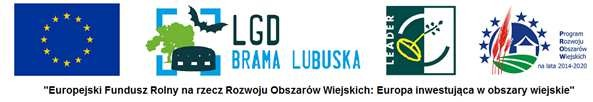 LGD
BRAMA LUBUSKA
LEADER
Program
Rozwoju
Obszarów
Wiejskich
na lata 2014-2020
"Europejski Fundusz Rolny na rzecz Rozwoju Obszarów Wiejskich: Europa inwestująca w obszary wiejskie"